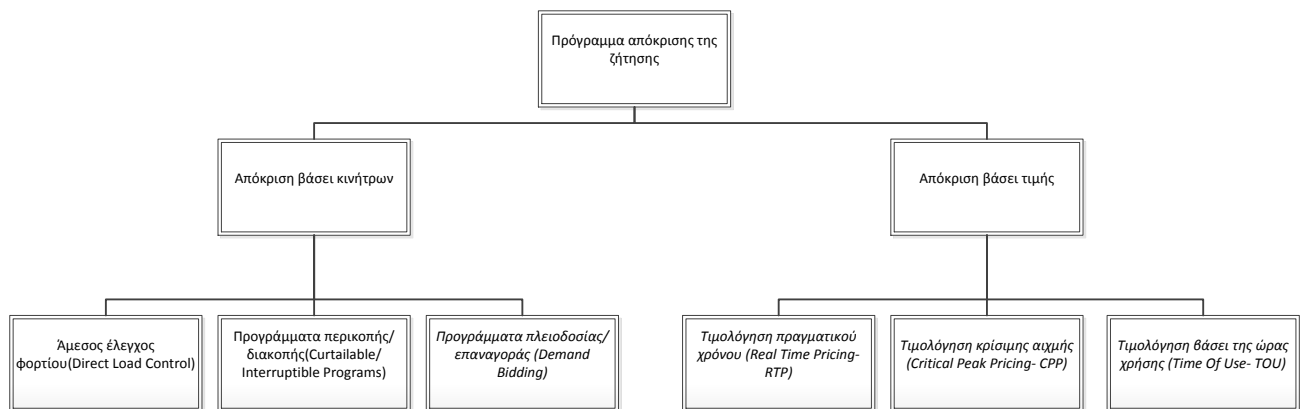 Πρόγραμμα απόκρισης της
ζήτησης
Απόκριση βάσει κινήτρων
Απόκριση βάσει τιμής
Άμεσος έλεγχος
φορτίου(Direct Load Control)
Προγράμματα περικοπής/
διακοπής(Curtailable/
Interruptible Programs)
Προγράμματα πλειοδοσίας/
επαναγοράς (Demand
Bidding)
Τιμολόγηση πραγματικού
χρόνου (Real Time Pricing-
RTP)
Τιμολόγηση κρίσιμης αιχμής
(Critical Peak Pricing- CPP)
Τιμολόγηση βάσει της ώρας
χρήσης (Time Of Use- TOU)